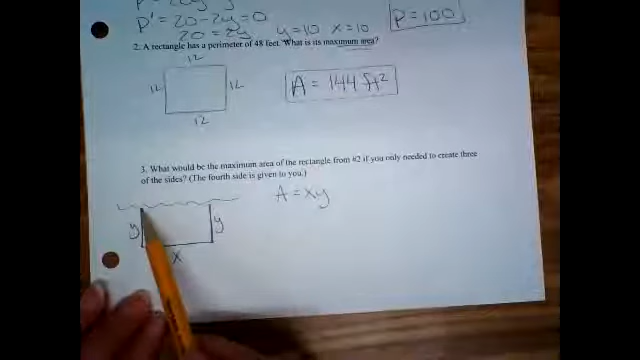 P' = 20 - 2y = 0
20 = 2y y = 10 x = 10
P = 100
2. A rectangle has a perimeter of 48 feet. What is its maximum area?
12
12 12
12
A = 144 ft²
3. What would be the maximum area of the rectangle from #2 if you only needed to create three
of the sides? (The fourth side is given to you.)
A = xy
y y
x